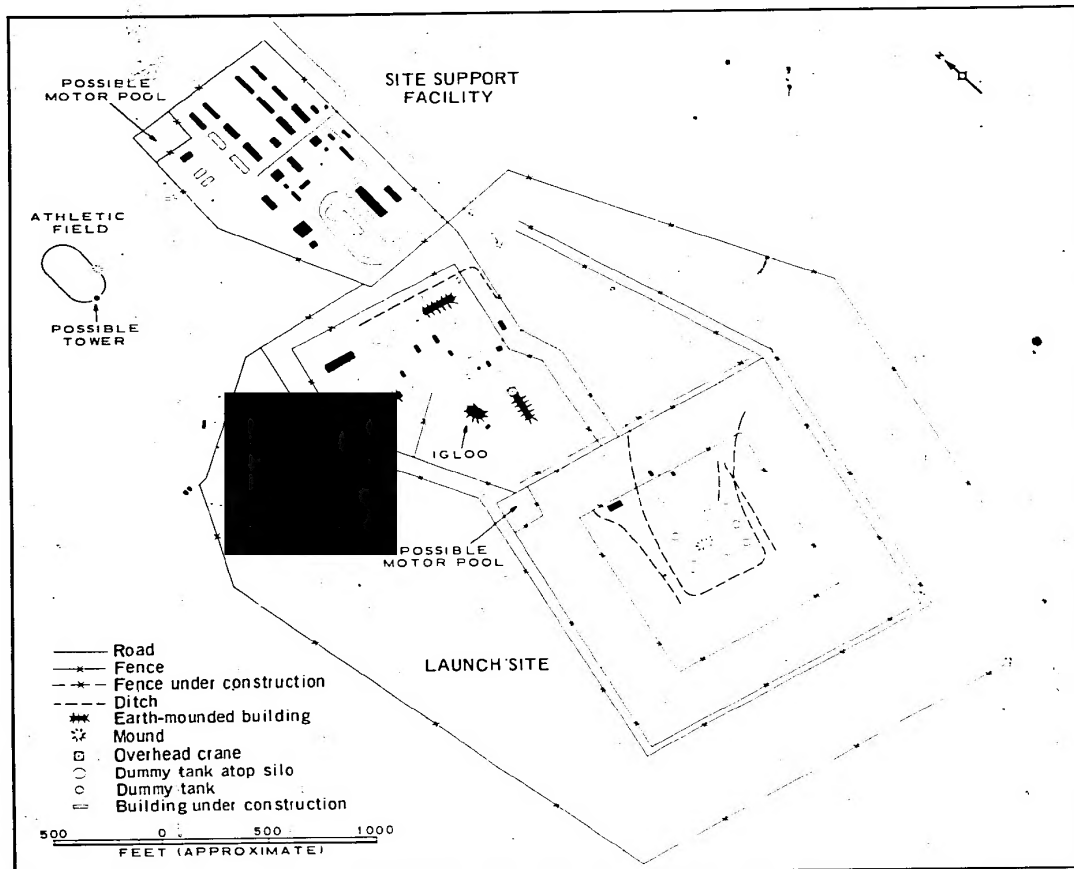 SITE SUPPORT
FACILITY
POSSIBLE
MOTOR POOL
N
ATHLETIC
FIELD
POSSIBLE
TOWER
IGLOO
POSSIBLE
MOTOR POOL
LAUNCH SITE
Road
Fence
Fence under construction
Ditch
Earth-mounded building
Mound
Overhead crane
Dummy tank atop silo
Dummy tank
Building under construction
500 0 500 1000
FEET (APPROXIMATE)